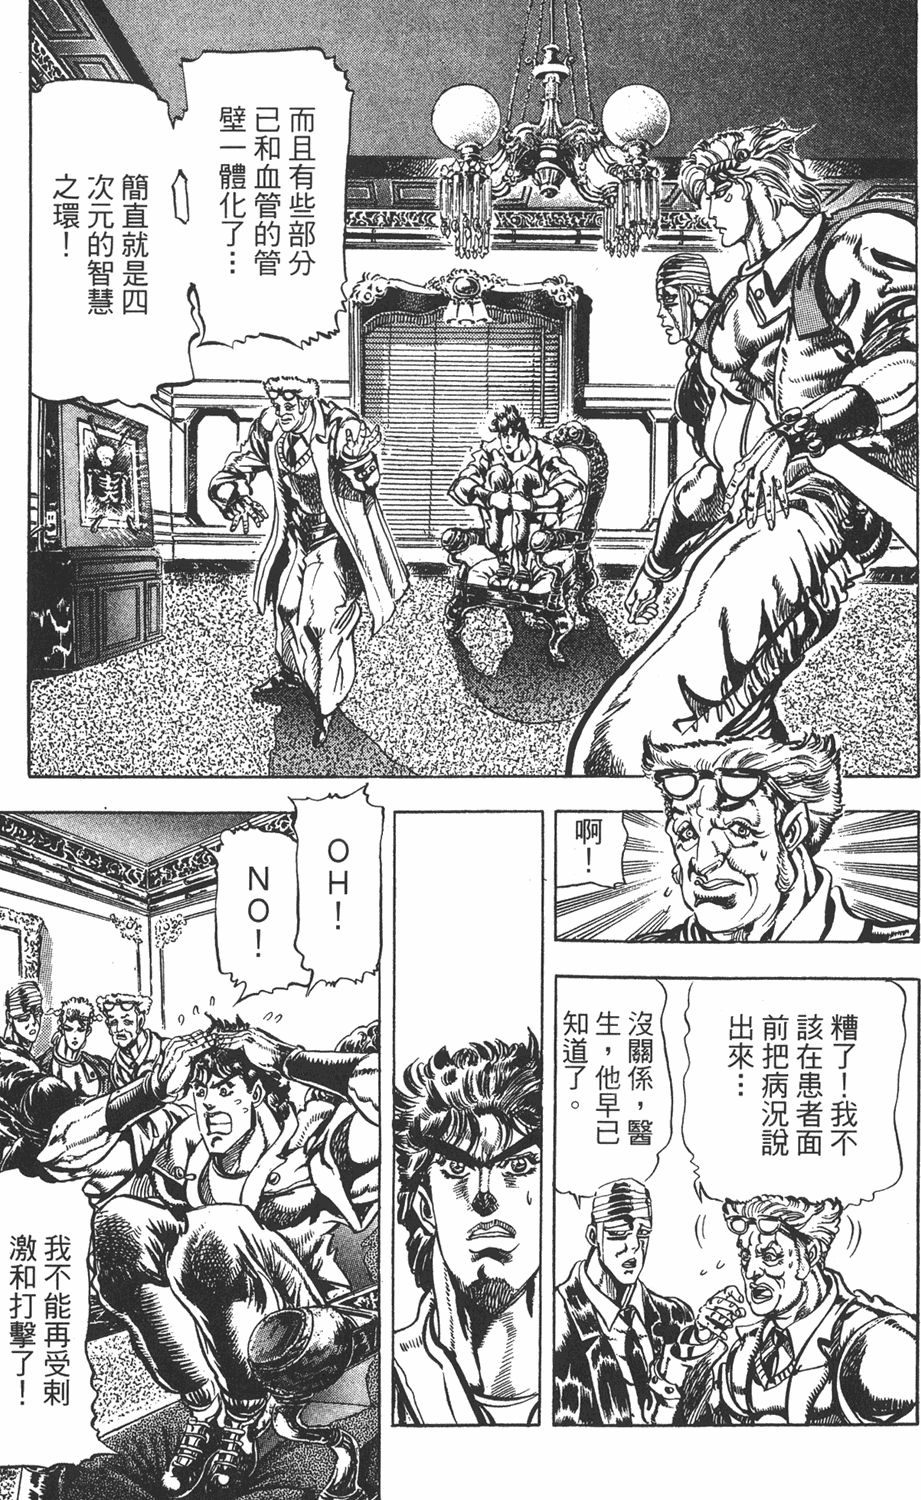 而且有些部分
已和血管的管
壁一體化了…
簡直就是四
次元的智慧
之環！
啊！
糟了！我不
該在患者面
前把病況說
出來…
沒關係，醫
生，他早已
知道了。
OH！
NO！
我不能再受刺
激和打擊了！